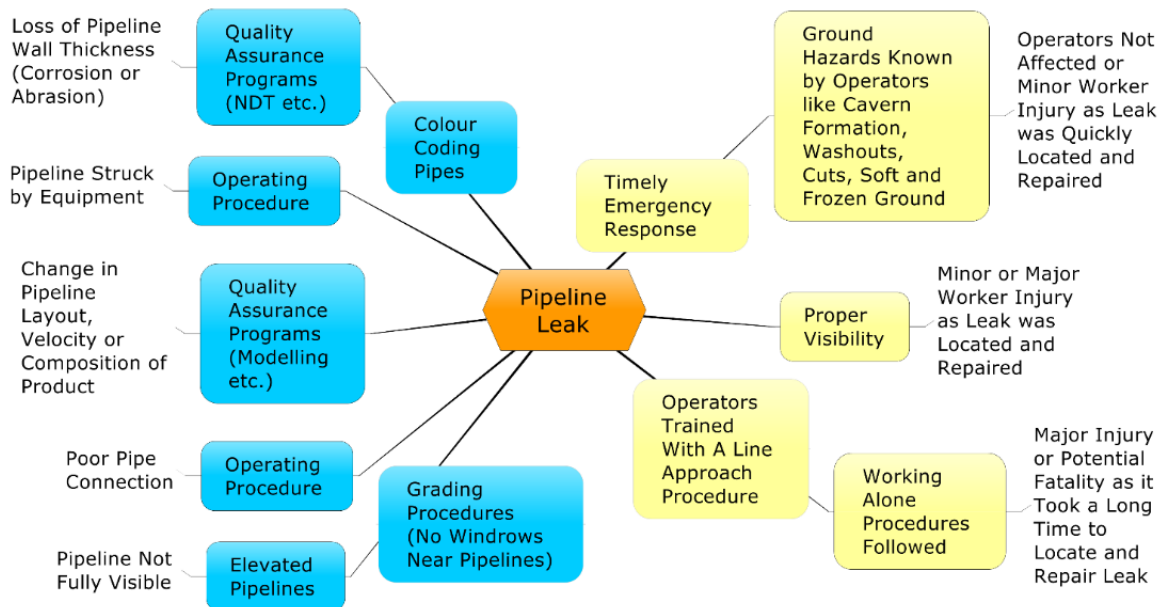 Loss of Pipeline
Wall Thickness
(Corrosion or
Abrasion)
Quality
Assurance
Programs
(NDT etc.)
Colour
Coding
Pipes
Pipeline Struck
by Equipment
Operating
Procedure
Change in
Pipeline
Layout,
Velocity or
Composition of
Product
Quality
Assurance
Programs
(Modelling
etc.)
Poor Pipe
Connection
Operating
Procedure
Pipeline Not
Fully Visible
Elevated
Pipelines
Grading
Procedures
(No Windrows
Near Pipelines)
Pipeline
Leak
Timely
Emergency
Response
Ground
Hazards Known
by Operators
like Cavern
Formation,
Washouts,
Cuts, Soft and
Frozen Ground
Operators Not
Affected or
Minor Worker
Injury as Leak
was Quickly
Located and
Repaired
Proper
Visibility
Minor or Major
Worker Injury
as Leak was
Located and
Repaired
Operators
Trained
With A Line
Approach
Procedure
Working
Alone
Procedures
Followed
Major Injury
or Potential
Fatality as it
Took a Long
Time to
Locate and
Repair Leak